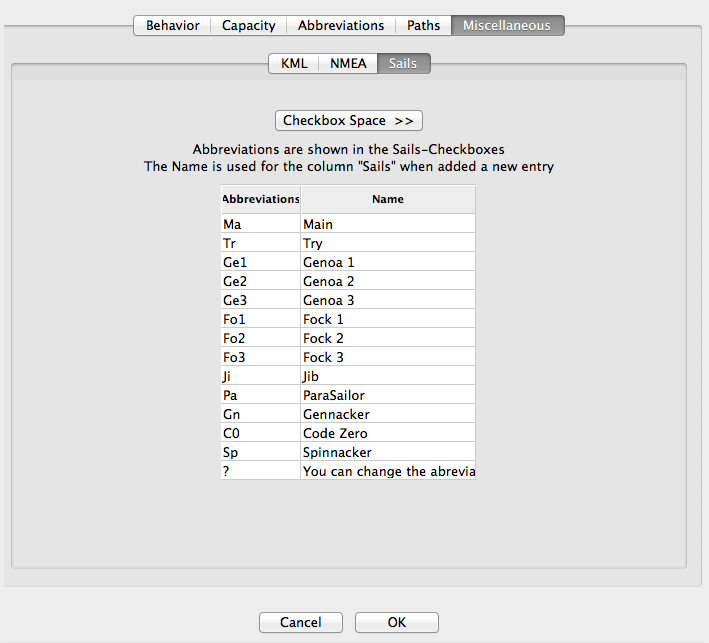 Behavior Capacity Abbreviations Paths Miscellaneous
KML NMEA Sails
Checkbox Space >>
Abbreviations are shown in the Sails-Checkboxes
The Name is used for the column "Sails" when added a new entry
Abbreviations Name
Ma Main
Tr Try
Ge1 Genoa 1
Ge2 Genoa 2
Ge3 Genoa 3
Fo1 Fock 1
Fo2 Fock 2
Fo3 Fock 3
Ji Jib
Pa ParaSailor
Gn Gennacker
C0 Code Zero
Sp Spinnacker
? You can change the abrevia
Cancel OK